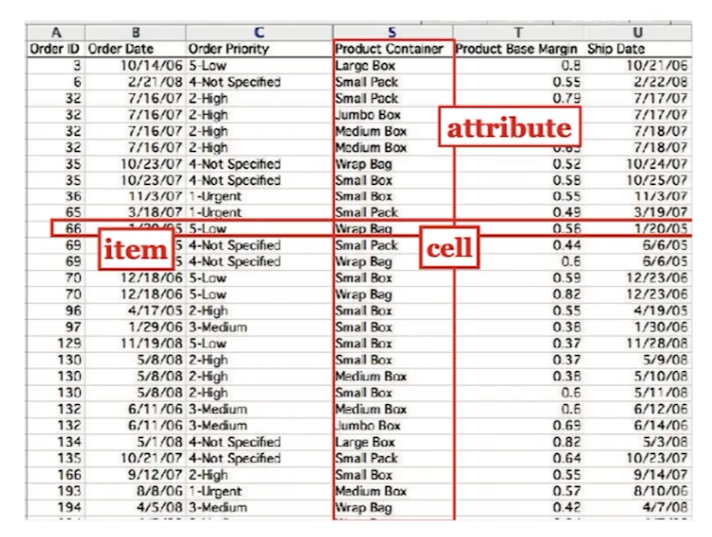 A B C S T U
Order ID Order Date Order Priority Product Container Product Base Margin Ship Date
3 10/14/06 5-Low Large Box 0.8 10/21/06
6 2/21/08 4-Not Specified Small Pack 0.55 2/22/08
32 7/16/07 2-High Small Pack 0.79 7/17/07
32 7/16/07 2-High Jumbo Box 7/17/07
attribute
32 7/16/07 2-High Medium Box 7/18/07
32 7/16/07 2-High Medium Box 7/18/07
35 10/23/07 4-Not Specified Wrap Bag 0.52 10/24/07
35 10/23/07 4-Not Specified Small Box 0.58 10/25/07
36 11/3/07 1-Urgent Small Box 0.55 11/3/07
65 3/18/07 1-Urgent Small Pack 0.49 3/19/07
66 5-Low Wrap Bag 0.56 1/20/05
item
cell
69 5 4-Not Specified Small Pack 0.44 6/6/05
69 5 4-Not Specified Wrap Bag 0.6 6/6/05
70 12/18/06 5-Low Small Box 0.59 12/23/06
70 12/18/06 5-Low Wrap Bag 0.82 12/23/06
96 4/17/05 2-High Small Box 0.55 4/19/05
97 1/29/06 3-Medium Small Box 0.38 1/30/06
129 11/19/08 5-Low Small Box 0.37 11/28/08
130 5/8/08 2-High Small Box 0.37 5/9/08
130 5/8/08 2-High Medium Box 0.38 5/10/08
130 5/8/08 2-High Small Box 0.6 5/11/08
132 6/11/06 3-Medium Medium Box 0.6 6/12/06
132 6/11/06 3-Medium Jumbo Box 0.69 6/14/06
134 5/1/08 4-Not Specified Large Box 0.82 5/3/08
135 10/21/07 4-Not Specified Small Pack 0.64 10/23/07
166 9/12/07 2-High Small Box 0.55 9/14/07
193 8/8/06 1-Urgent Medium Box 0.57 8/10/06
194 4/5/08 3-Medium Wrap Bag 0.42 4/7/08